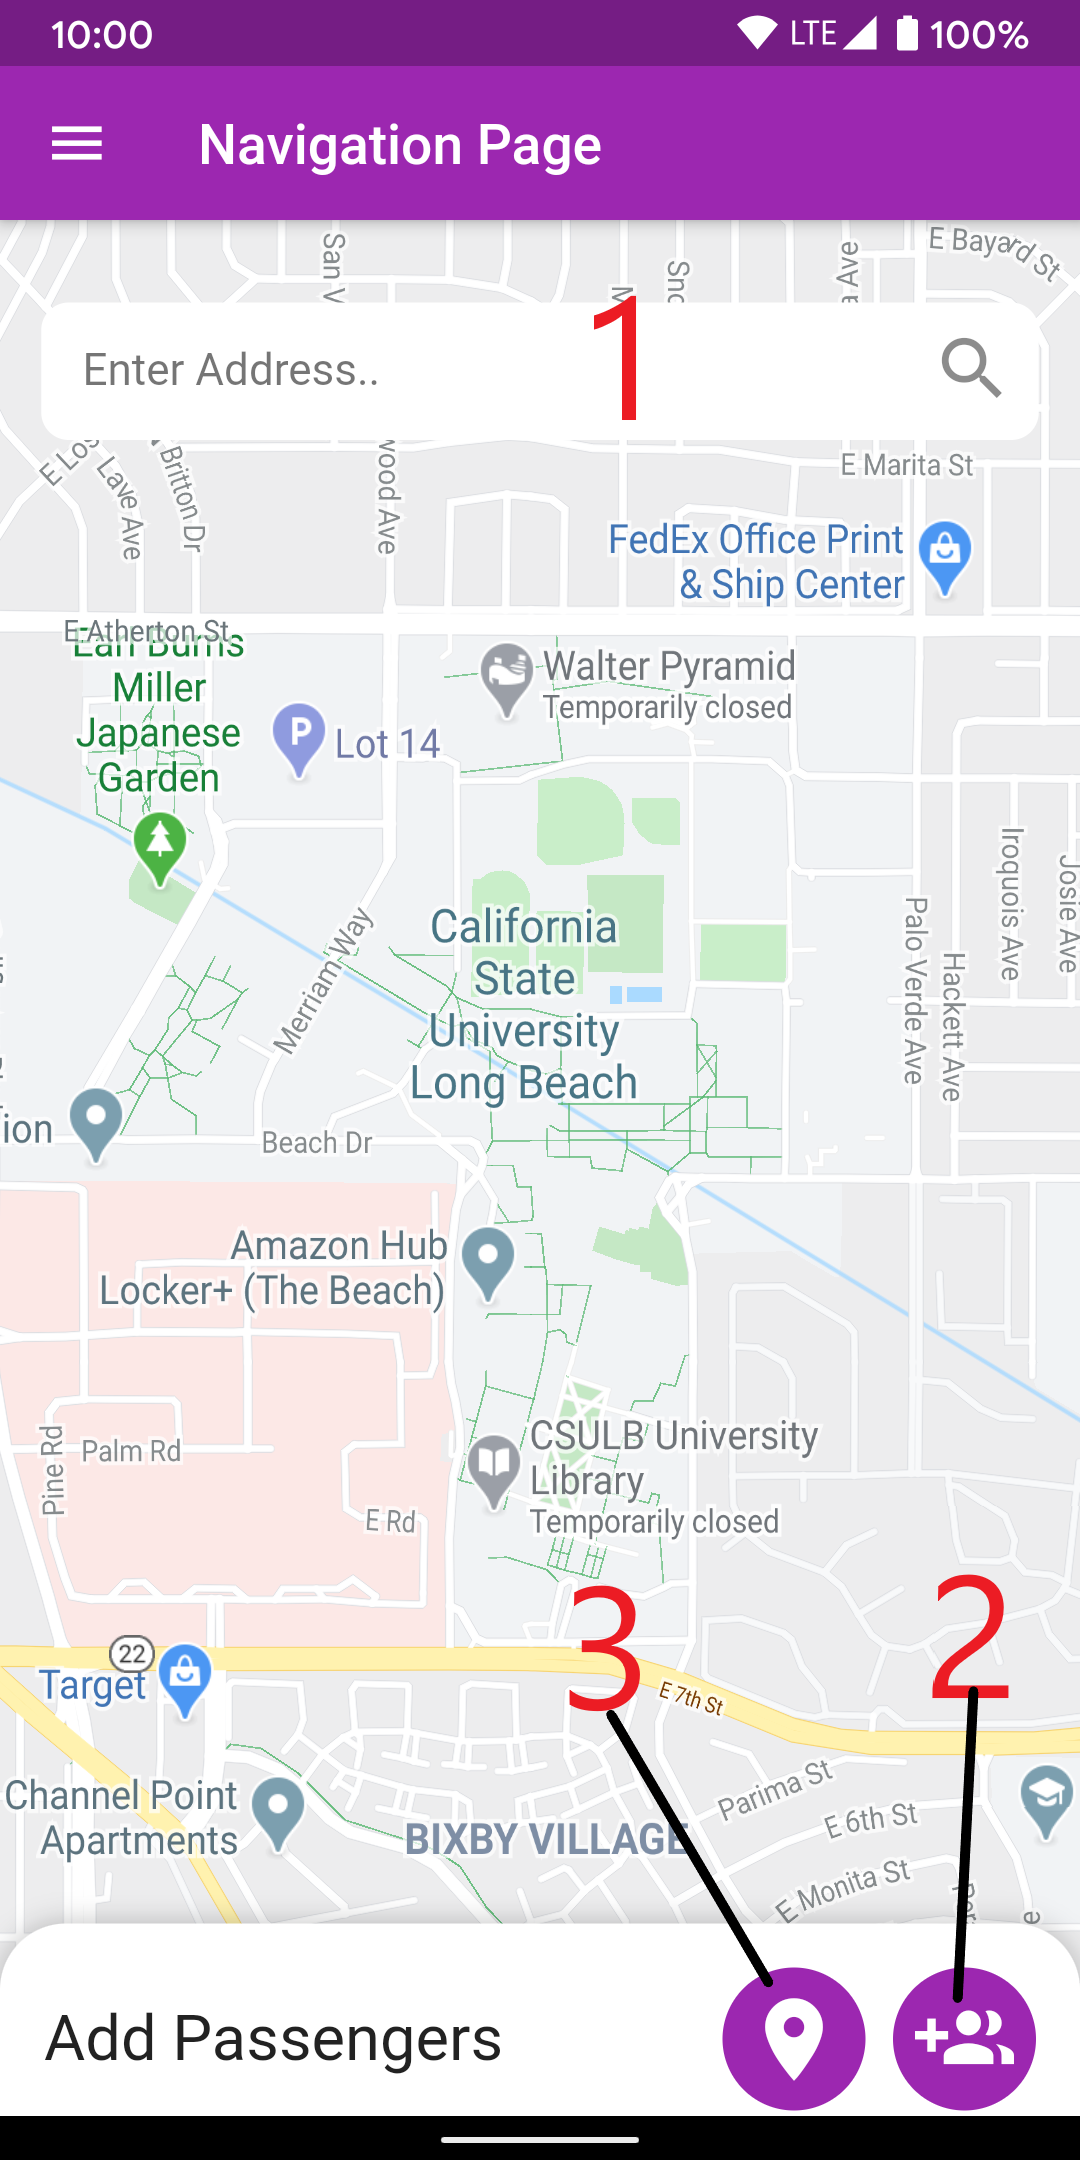 10:00 LTE 100%
Navigation Page
E Bayard St
San V
Ave
Enter Address..
1
E Los
Lave Ave
Britton Dr
wood Ave
E Marita St
FedEx Office Print
& Ship Center
E Atherton St
Earl Burns
Miller
Japanese
Garden
Walter Pyramid
Temporarily closed
P
Lot 14
Iroquois Ave
Josie Ave
Palo Verde Ave
Hackett Ave
California
State
University
Long Beach
Merriam Way
ion
Beach Dr
Amazon Hub
Locker+ (The Beach)
CSULB University
Library
Temporarily closed
Pine Rd
Palm Rd
E Rd
3
2
22
Target
E 7th St
Channel Point
Apartments
BIXBY VILLAGE
Parima St
E 6th St
E Monita St
Add Passengers